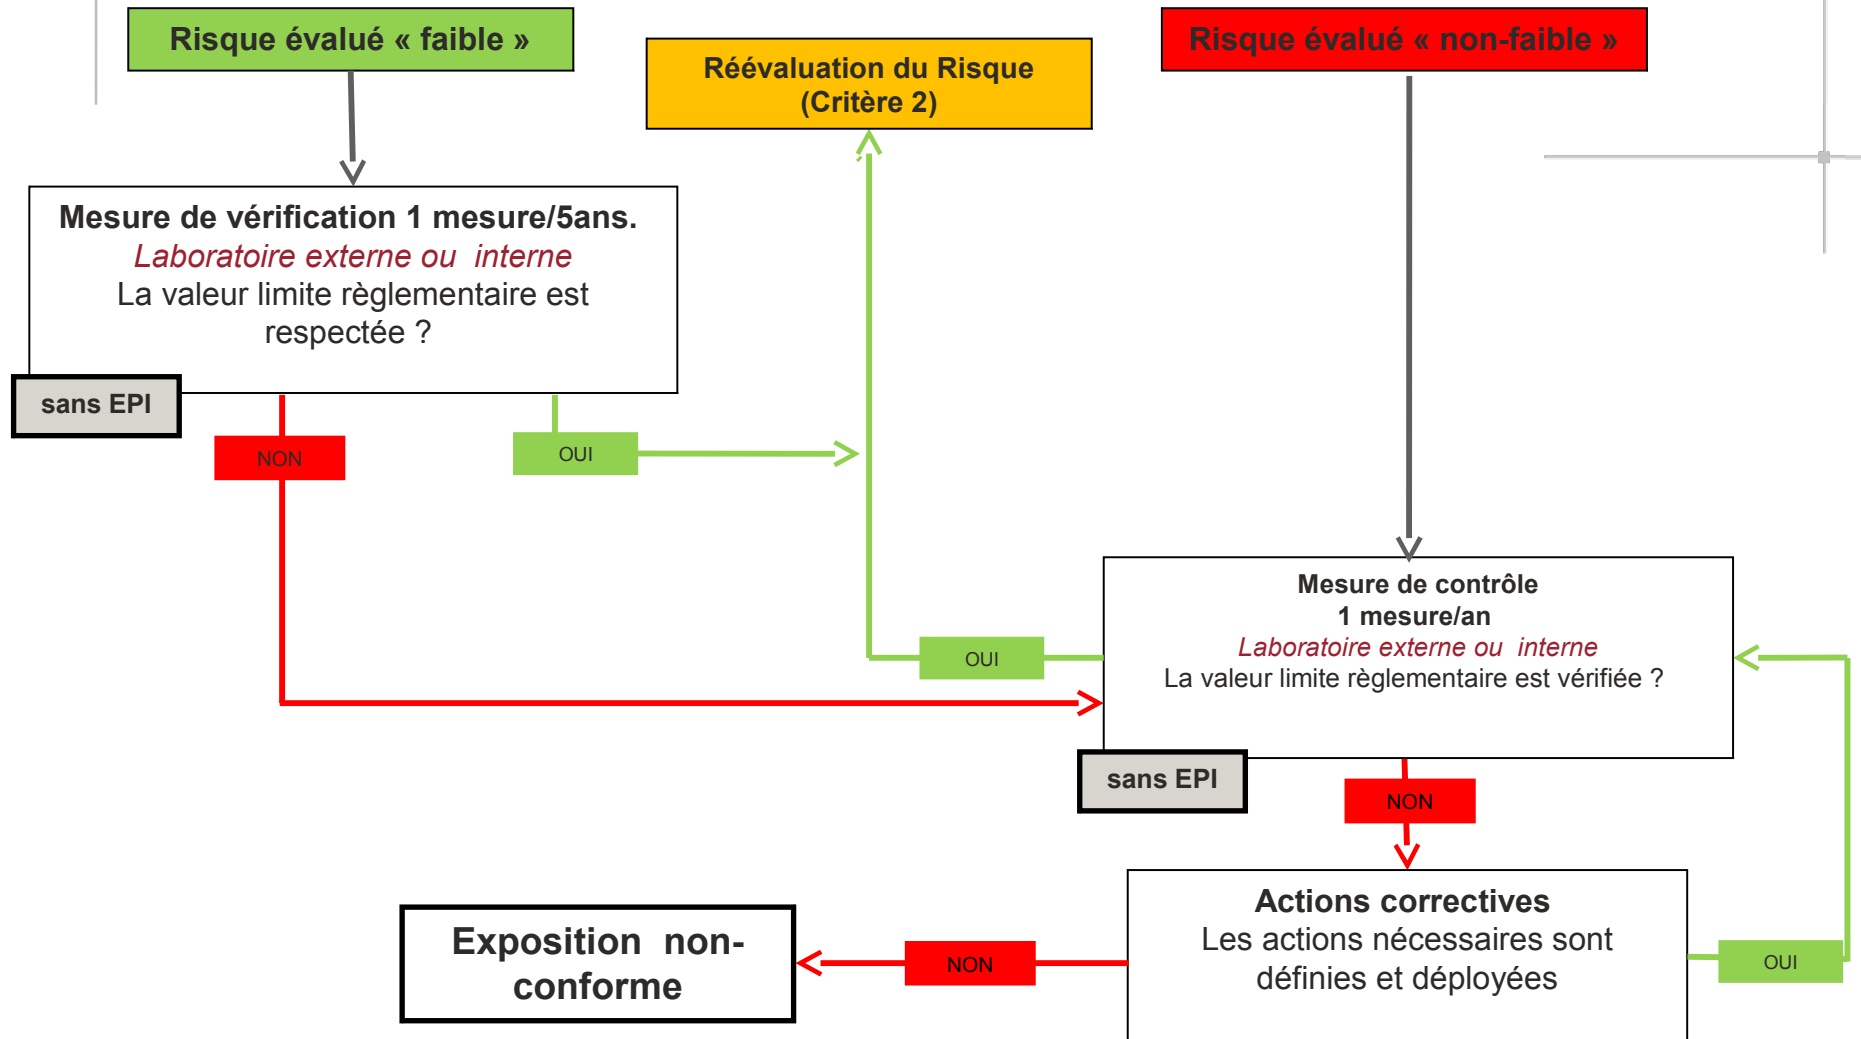 Risque évalué « faible »
Réévaluation du Risque
(Critère 2)
Risque évalué « non-faible »
Mesure de vérification 1 mesure/5ans.
Laboratoire externe ou  interne
La valeur limite règlementaire est
respectée ?
sans EPI
NON
OUI
Mesure de contrôle
1 mesure/an
Laboratoire externe ou  interne
La valeur limite règlementaire est vérifiée ?
OUI
sans EPI
NON
Actions correctives
Les actions nécessaires sont
définies et déployées
Exposition  non-
conforme
NON
OUI